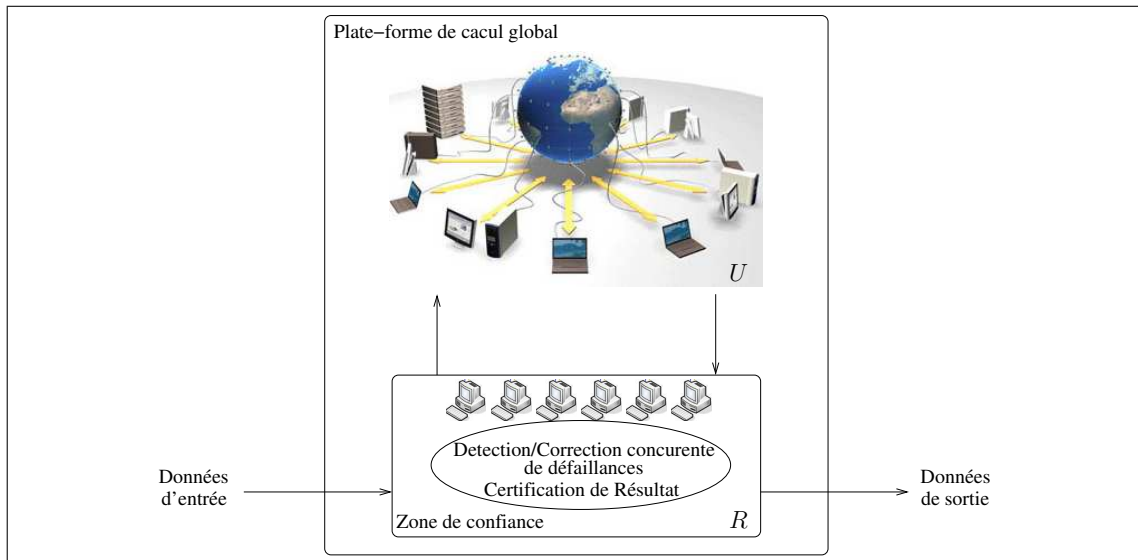 Plate−forme de cacul global
U
Detection/Correction concurente
de défaillances
Certification de Résultat
Zone de confiance
R
Données
d'entrée
Données
de sortie